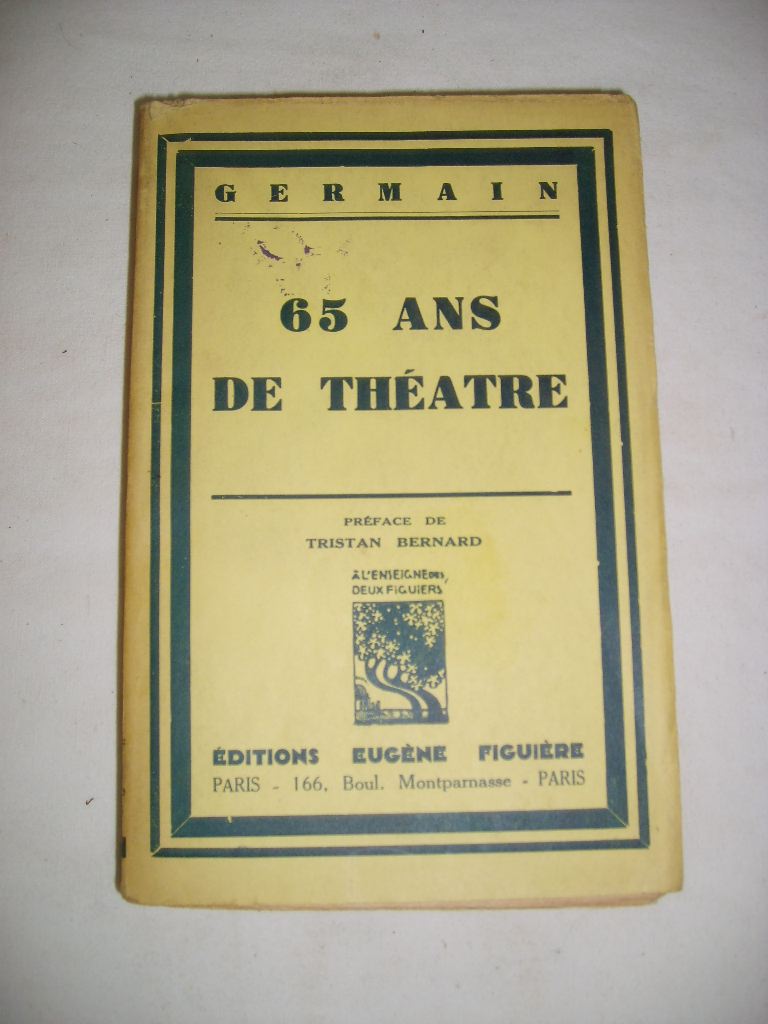 GERMAIN
65 ANS
DE THÉATRE
PRÉFACE DE
TRISTAN BERNARD
À L'ENSEIGNE DES
DEUX FIGUIERS
ÉDITIONS EUGÈNE FIGUIÈRE
PARIS - 166, Boul. Montparnasse - PARIS